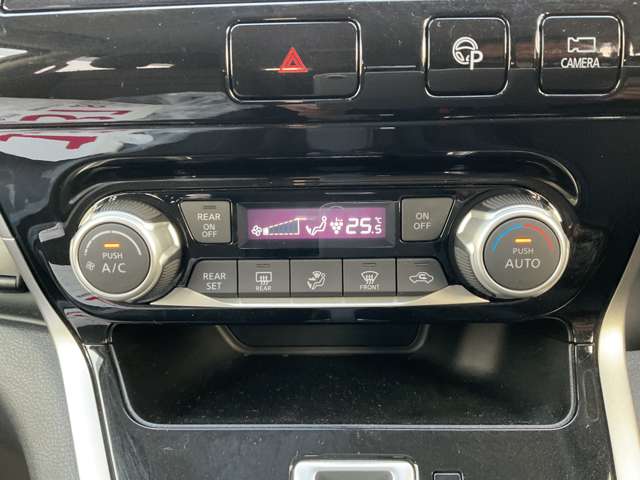 P
CAMERA
REAR
ON
OFF
25.5
°C
ON
OFF
PUSH
A/C
PUSH
AUTO
REAR
SET
REAR
FRONT